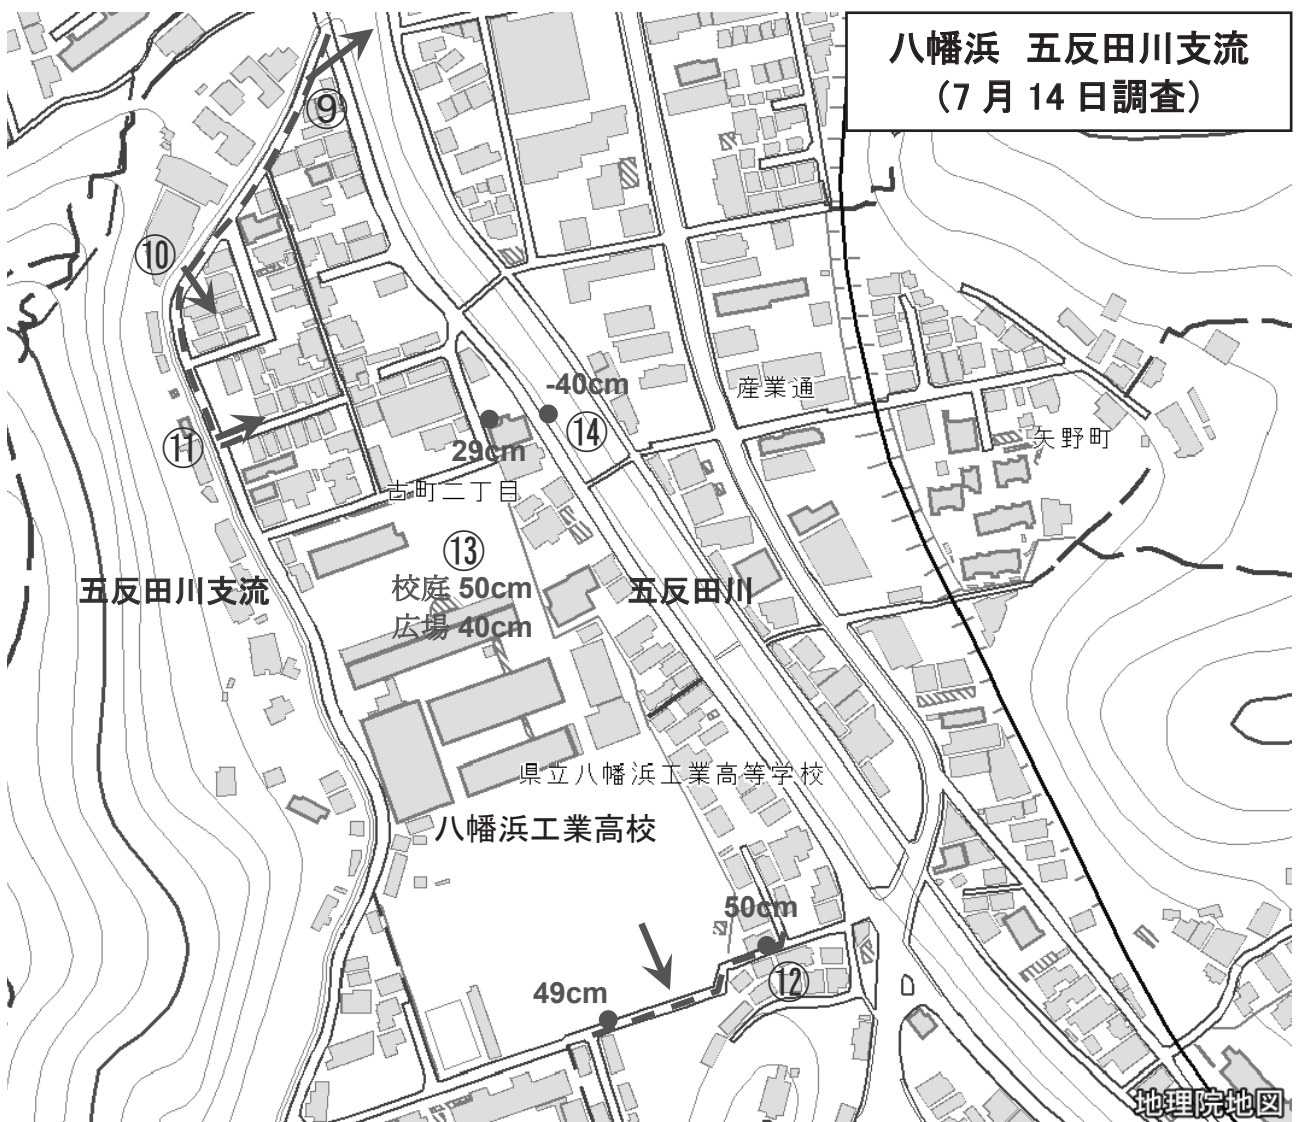 八幡浜　五反田川支流
（7 月 14 日調査）
⑨
⑩
-40cm
産業通
⑭
⑪
29cm
矢野町
古町二丁目
⑬
校庭 50cm
五反田川支流
五反田川
広場 40cm
県立八幡浜工業高等学校
八幡浜工業高校
50cm
⑫
49cm
地理院地図